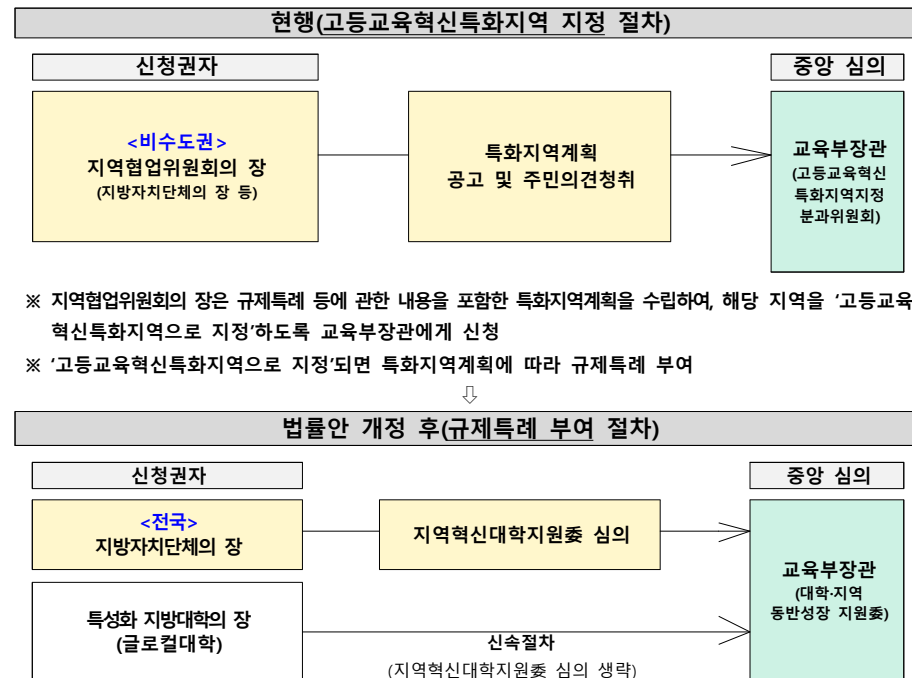 현행(고등교육혁신특화지역 지정 절차)
신청권자
중앙 심의
<비수도권>
지역협업위원회의 장
(지방자치단체의 장 등)
특화지역계획
공고 및 주민의견청취
교육부장관
(고등교육혁신
특화지역지정
분과위원회)
※ 지역협업위원회의 장은 규제특례 등에 관한 내용을 포함한 특화지역계획을 수립하여, 해당 지역을 ‘고등교육
혁신특화지역으로 지정’하도록 교육부장관에게 신청
※ ‘고등교육혁신특화지역으로 지정’되면 특화지역계획에 따라 규제특례 부여
법률안 개정 후(규제특례 부여 절차)
신청권자
중앙 심의
<전국>
지방자치단체의 장
지역혁신대학지원委 심의
교육부장관
(대학·지역
동반성장 지원委)
특성화 지방대학의 장
(글로컬대학)
신속절차
(지역혁신대학지원委 심의 생략)